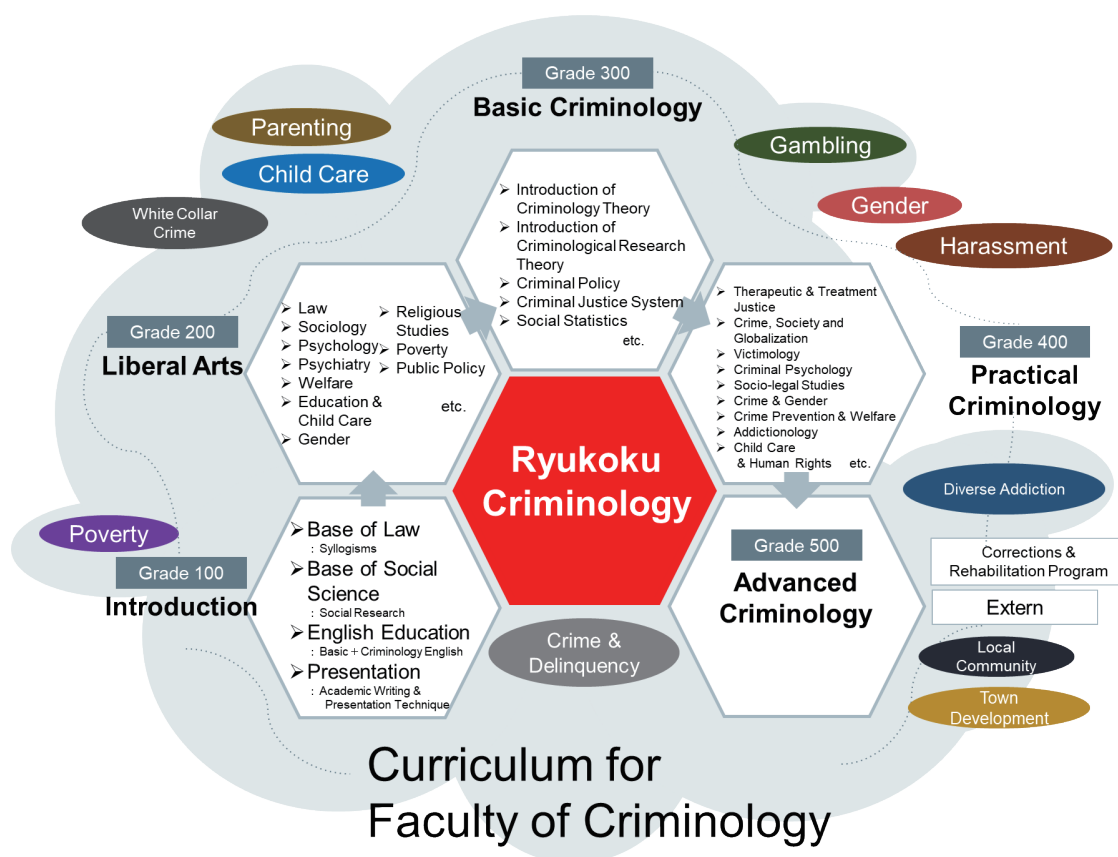 Grade 300
Basic Criminology
Parenting
Child Care
White Collar
Crime
Gambling
Gender
Harassment
➢ Introduction of
Criminology Theory
➢ Introduction of
Criminological Research
Theory
➢ Criminal Policy
➢ Criminal Justice System
➢ Social Statistics
etc.
Grade 200
Liberal Arts
➢ Law
➢ Sociology
➢ Psychology
➢ Psychiatry
➢ Welfare
➢ Education &
Child Care
➢ Gender
➢ Religious
Studies
➢ Poverty
➢ Public Policy
etc.
➢ Therapeutic & Treatment
Justice
➢ Crime, Society and
Globalization
➢ Victimology
➢ Criminal Psychology
➢ Socio-legal Studies
➢ Crime & Gender
➢ Crime Prevention & Welfare
➢ Addictionology
➢ Child Care
& Human Rights etc.
Grade 400
Practical
Criminology
Ryukoku
Criminology
Poverty
Grade 100
Introduction
➢ Base of Law
: Syllogisms
➢ Base of Social
Science
: Social Research
➢ English Education
: Basic + Criminology English
➢ Presentation
: Academic Writing &
Presentation Technique
Crime &
Delinquency
Grade 500
Advanced
Criminology
Diverse Addiction
Corrections &
Rehabilitation Program
Extern
Local
Community
Town
Development
Curriculum for
Faculty of Criminology